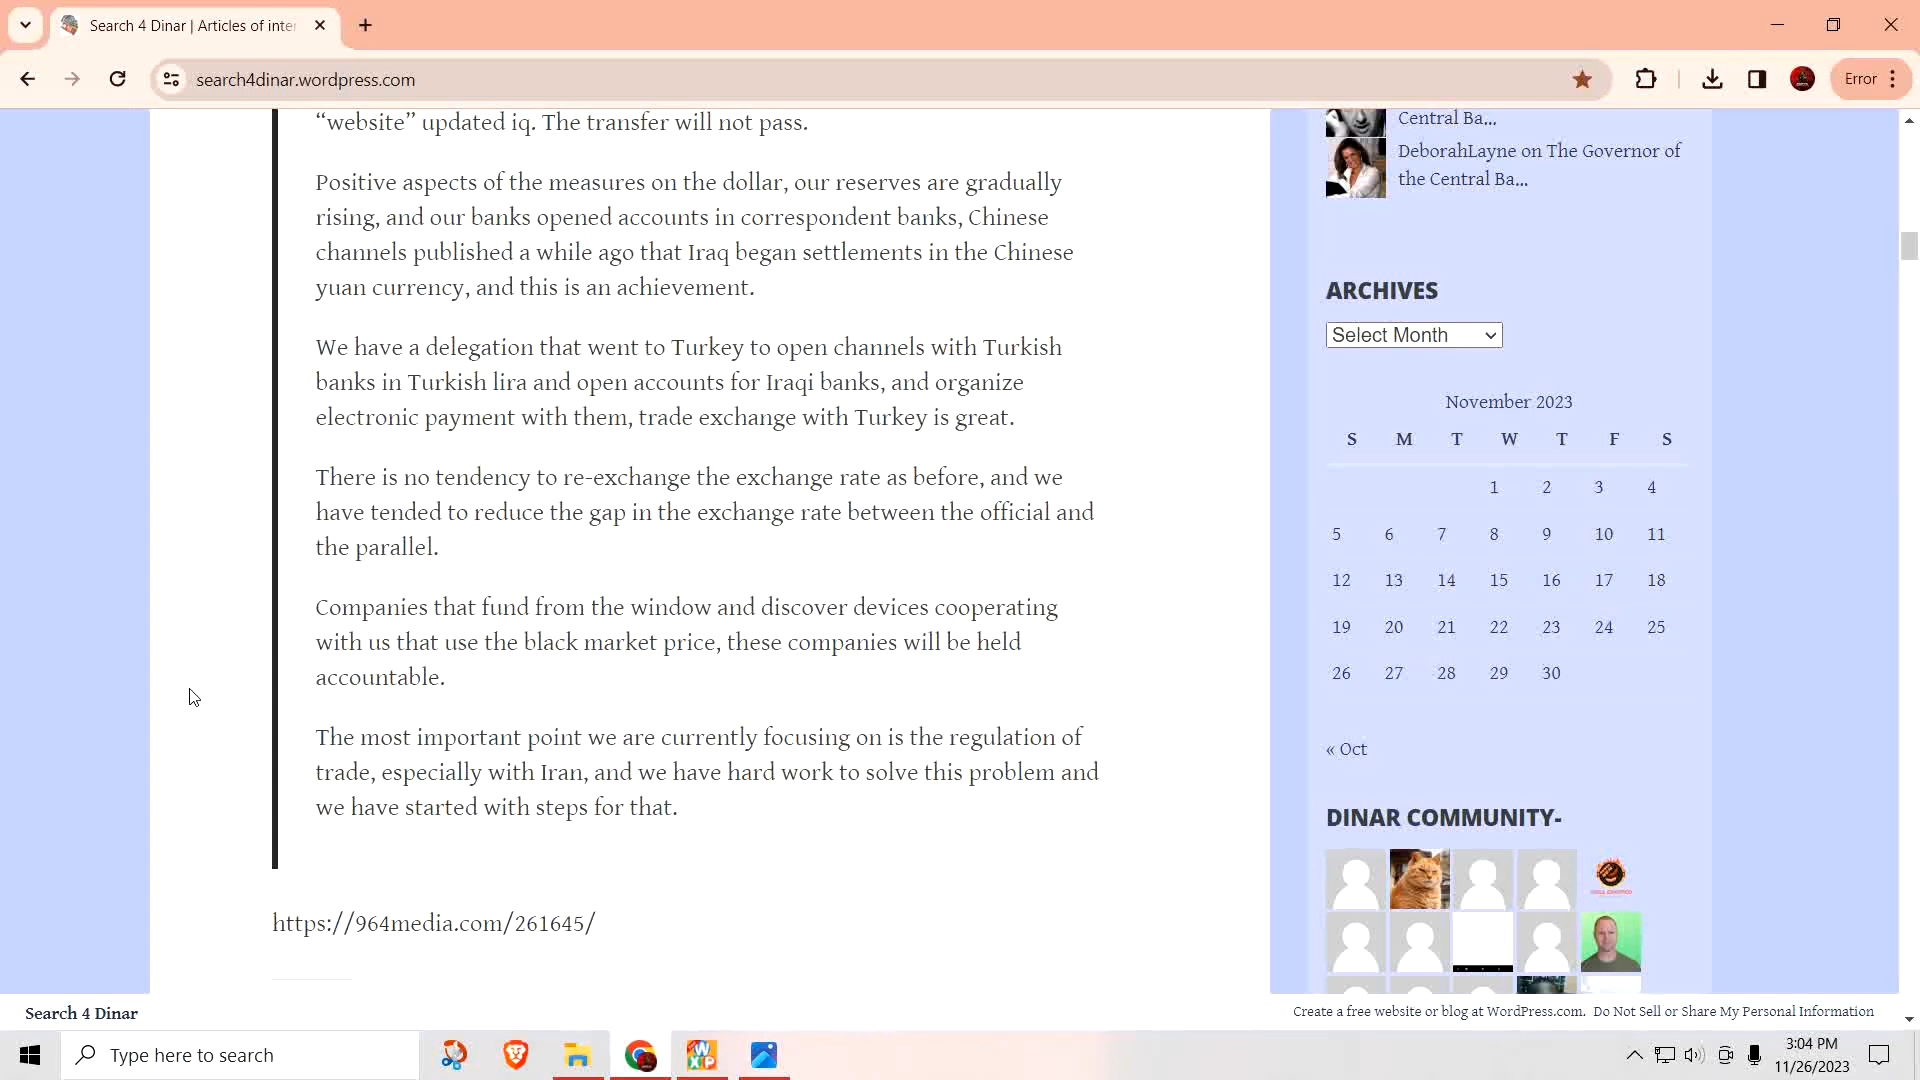 Search 4 Dinar | Articles of inter
search4dinar.wordpress.com
Error
“website” updated iq. The transfer will not pass.
Positive aspects of the measures on the dollar, our reserves are gradually
rising, and our banks opened accounts in correspondent banks, Chinese
channels published a while ago that Iraq began settlements in the Chinese
yuan currency, and this is an achievement.
We have a delegation that went to Turkey to open channels with Turkish
banks in Turkish lira and open accounts for Iraqi banks, and organize
electronic payment with them, trade exchange with Turkey is great.
There is no tendency to re-exchange the exchange rate as before, and we
have tended to reduce the gap in the exchange rate between the official and
the parallel.
Companies that fund from the window and discover devices cooperating
with us that use the black market price, these companies will be held
accountable.
The most important point we are currently focusing on is the regulation of
trade, especially with Iran, and we have hard work to solve this problem and
we have started with steps for that.
https://964media.com/261645/
Central Ba...
DeborahLayne on The Governor of
the Central Ba...
ARCHIVES
Select Month
November 2023
S M T W T F S
1 2 3 4
5 6 7 8 9 10 11
12 13 14 15 16 17 18
19 20 21 22 23 24 25
26 27 28 29 30
« Oct
DINAR COMMUNITY-
Search 4 Dinar
Create a free website or blog at WordPress.com. Do Not Sell or Share My Personal Information
Type here to search
3:04 PM
11/26/2023